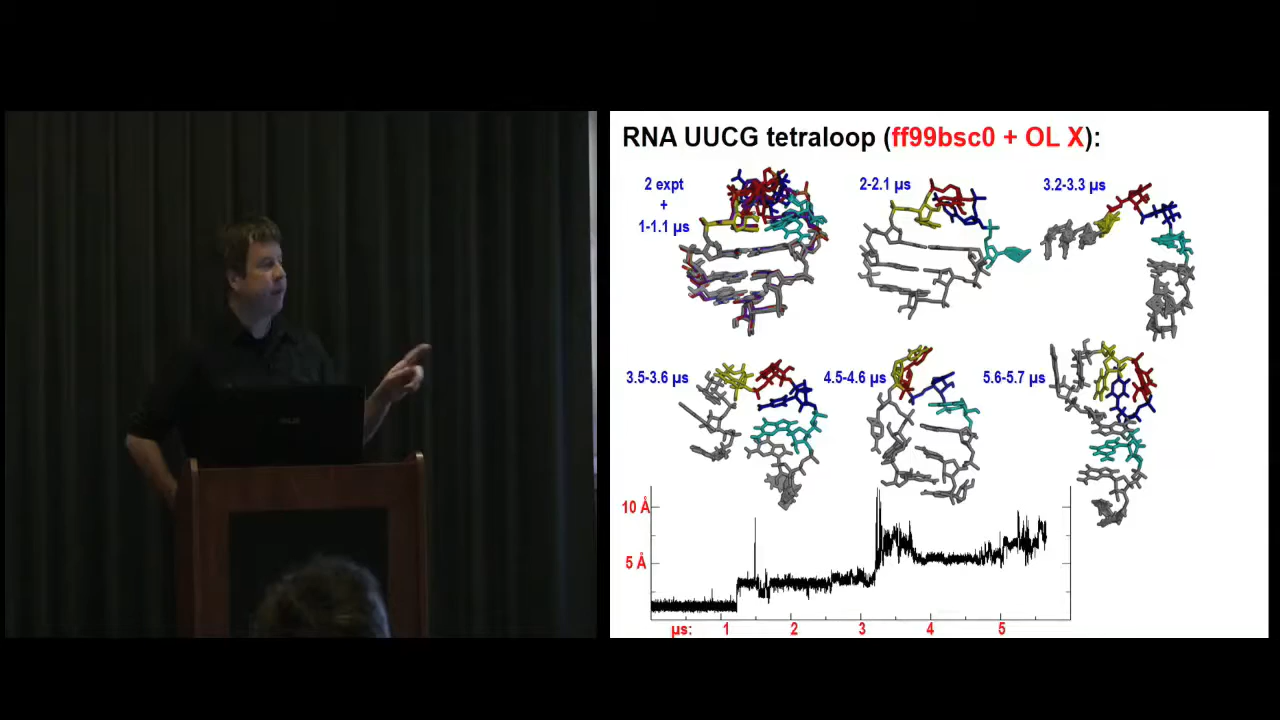 RNA UUCG tetraloop (ff99bsc0 + OL X):
2 expt
+
1-1.1 µs
2-2.1 µs
3.2-3.3 µs
3.5-3.6 µs
4.5-4.6 µs
5.6-5.7 µs
10 Å
5 Å
µs: 1 2 3 4 5